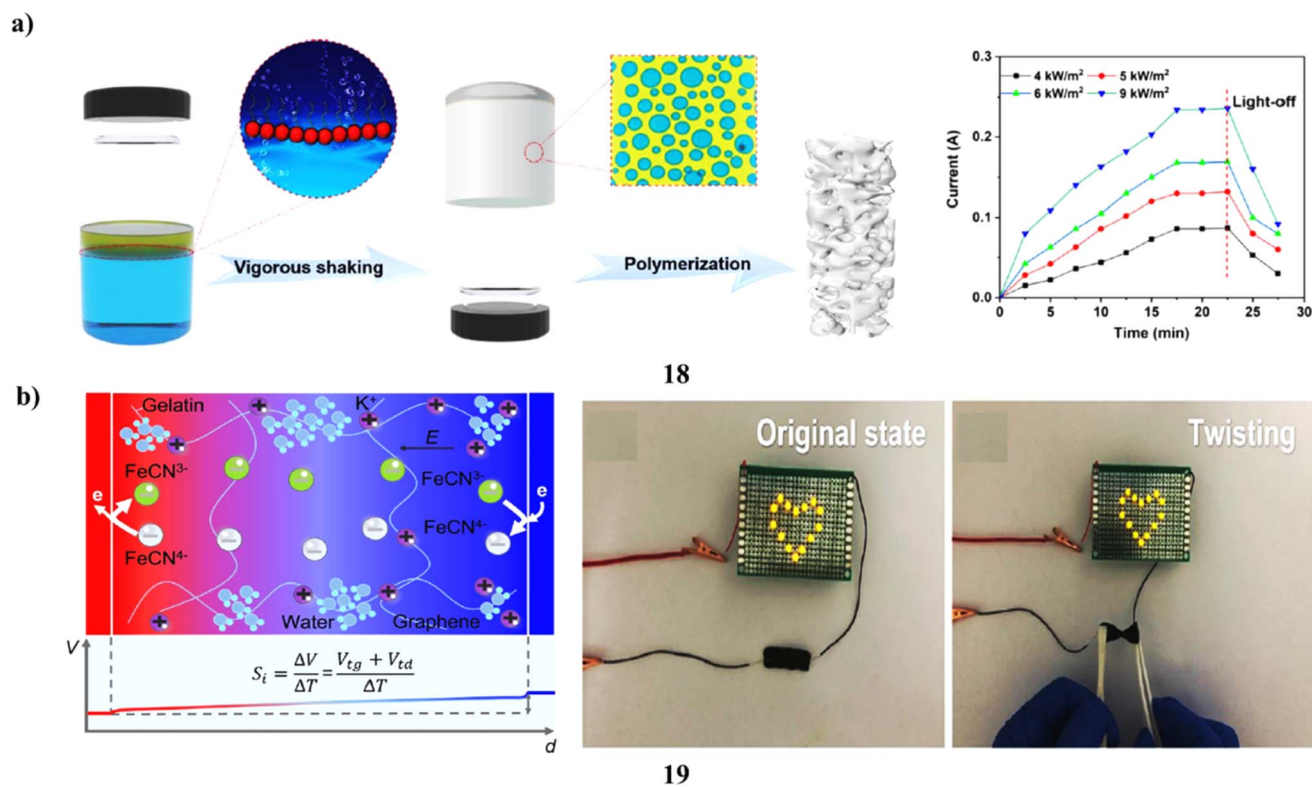 a)
Vigorous shaking
Polymerization
Current (A)
0.3
0.2
0.1
0.0
4 kW/m² 5 kW/m²
6 kW/m² 9 kW/m²
Light-off
0 5 10 15 20 25 30
Time (min)
18
b)
Gelatin
K⁺
E
FeCN³⁻
FeCN³⁻
e
e
FeCN⁴⁻
FeCN⁴⁻
Water
Graphene
V
Sᵢ = ΔV/ΔT = (V_tg + V_td)/ΔT
d
Original state
Twisting
19